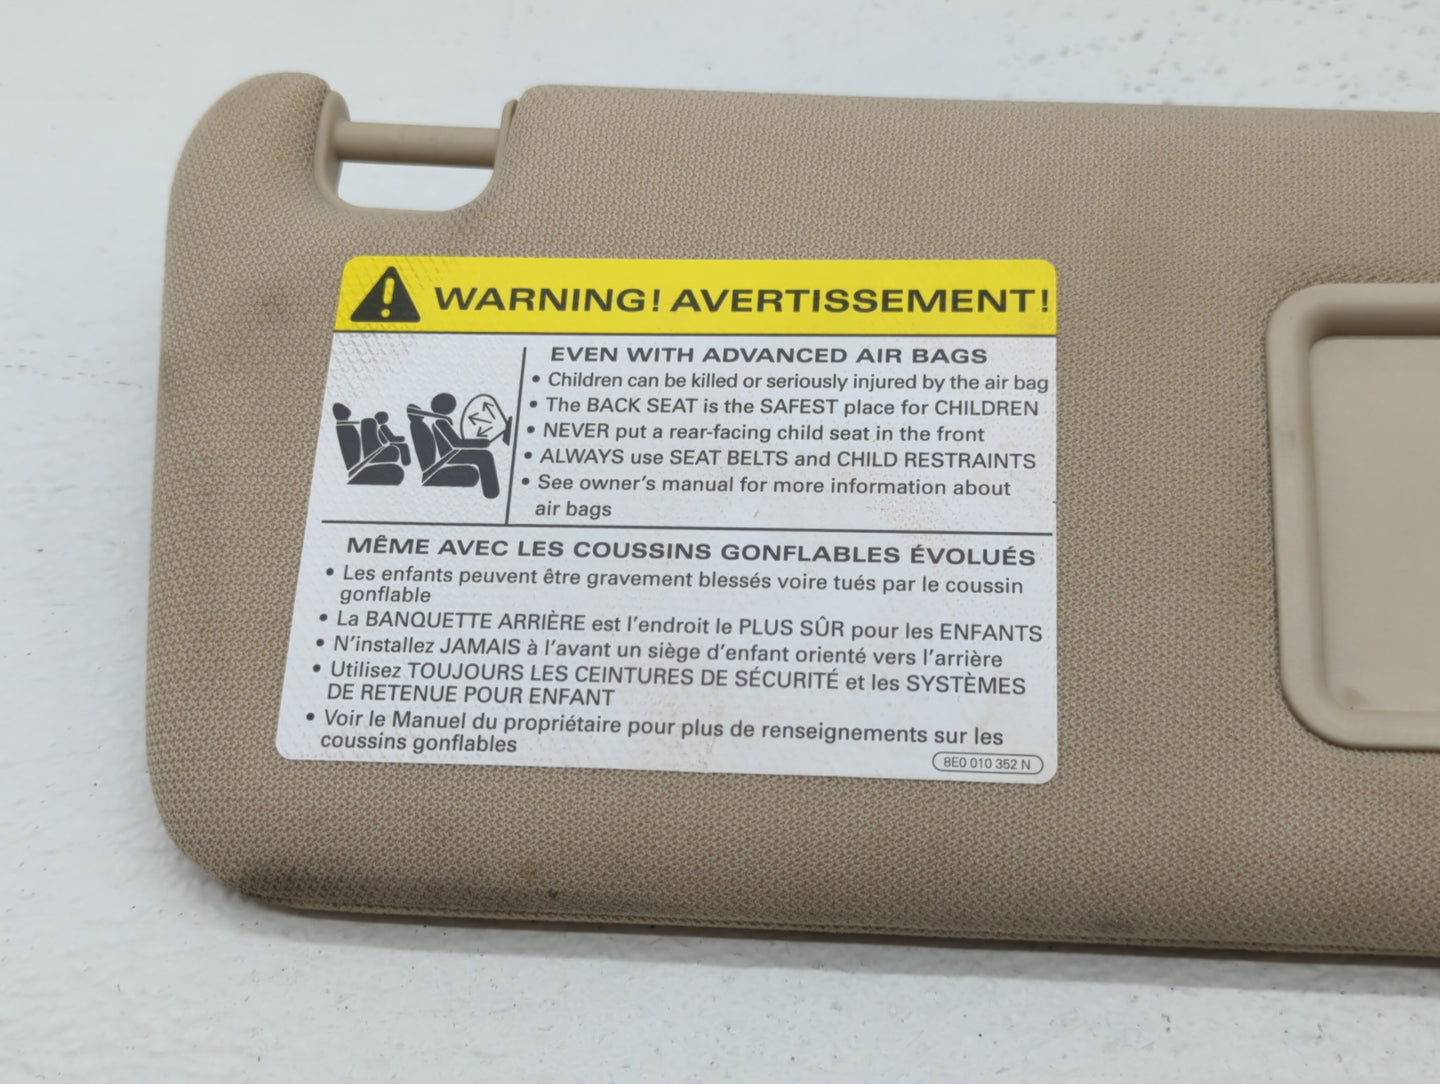 WARNING! AVERTISSEMENT!
EVEN WITH ADVANCED AIR BAGS
• Children can be killed or seriously injured by the air bag
• The BACK SEAT is the SAFEST place for CHILDREN
• NEVER put a rear-facing child seat in the front
• ALWAYS use SEAT BELTS and CHILD RESTRAINTS
• See owner's manual for more information about
air bags
MÊME AVEC LES COUSSINS GONFLABLES ÉVOLUÉS
• Les enfants peuvent être gravement blessés voire tués par le coussin
gonflable
• La BANQUETTE ARRIÈRE est l'endroit le PLUS SÛR pour les ENFANTS
• N'installez JAMAIS à l'avant un siège d'enfant orienté vers l'arrière
• Utilisez TOUJOURS LES CEINTURES DE SÉCURITÉ et les SYSTÈMES
DE RETENUE POUR ENFANT
• Voir le Manuel du propriétaire pour plus de renseignements sur les
coussins gonflables
8E0 010 352 N